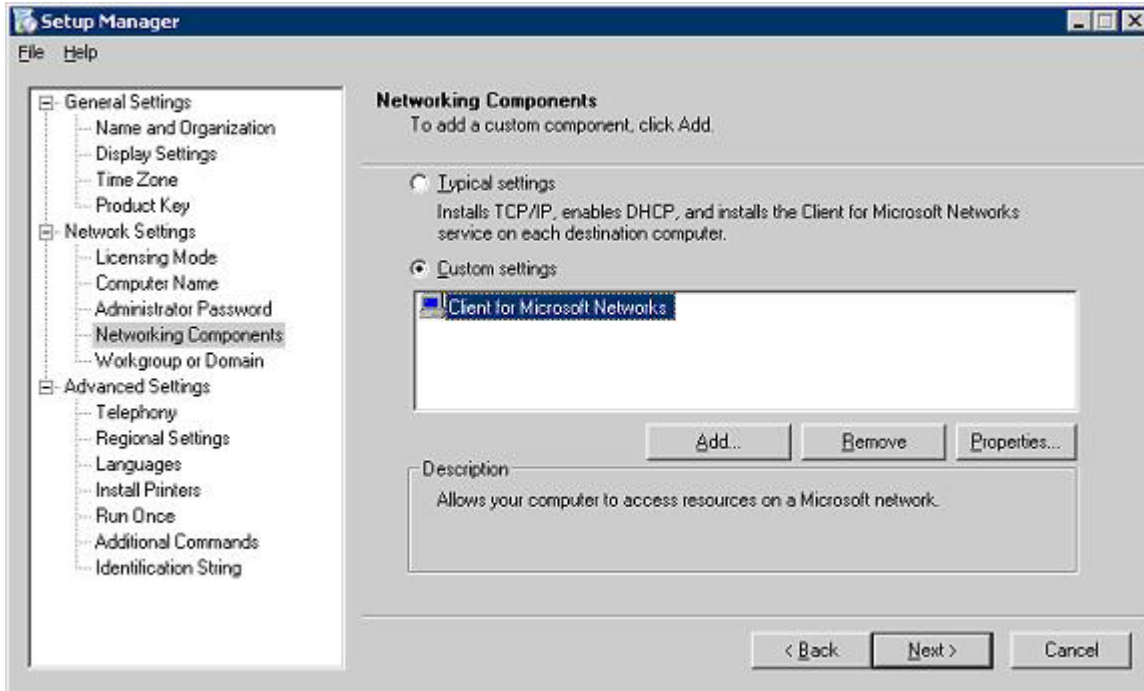 Setup Manager
File Help
General Settings
Name and Organization
Display Settings
Time Zone
Product Key
Network Settings
Licensing Mode
Computer Name
Administrator Password
Networking Components
Workgroup or Domain
Advanced Settings
Telephony
Regional Settings
Languages
Install Printers
Run Once
Additional Commands
Identification String
Networking Components
To add a custom component, click Add.
Typical settings
Installs TCP/IP, enables DHCP, and installs the Client for Microsoft Networks
service on each destination computer.
Custom settings
Client for Microsoft Networks
Add... Remove Properties...
Description
Allows your computer to access resources on a Microsoft network.
< Back Next > Cancel